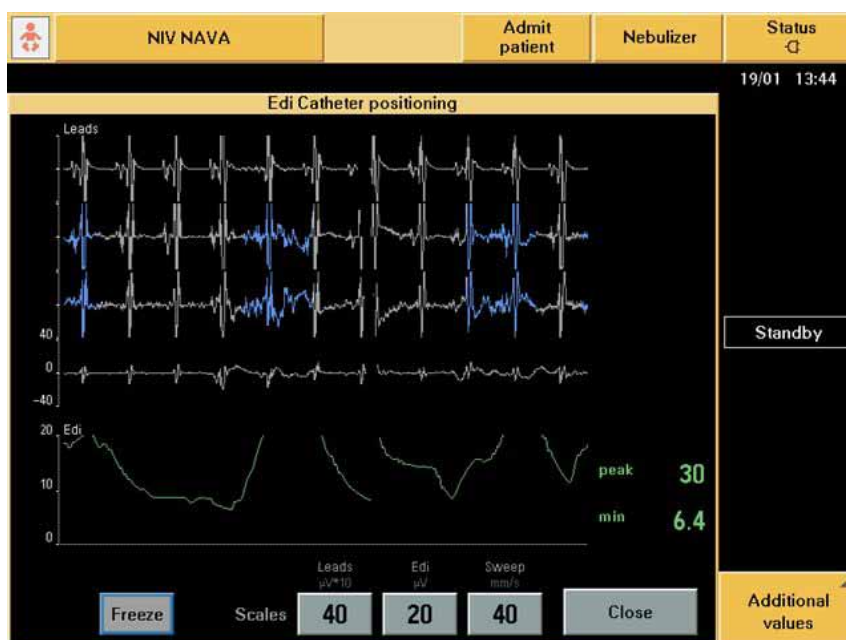 NIV NAVA
Admit
patient
Nebulizer
Status
19/01 13:44
Edi Catheter positioning
Leads
40
0
-40
20 Edi
10
0
peak 30
min 6.4
Standby
Leads Edi Sweep
µV*10 µV mm/s
Freeze Scales 40 20 40 Close
Additional
values